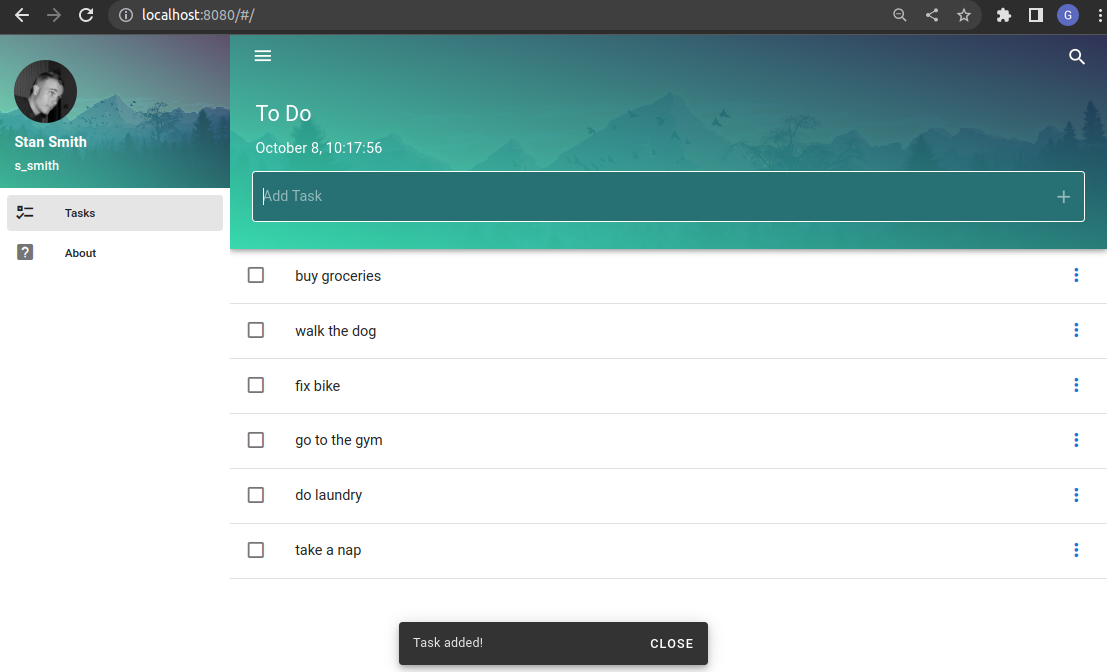 localhost:8080/#/
G
Stan Smith
s_smith
Tasks
? About
To Do
October 8, 10:17:56
Add Task
buy groceries
walk the dog
fix bike
go to the gym
do laundry
take a nap
Task added! CLOSE